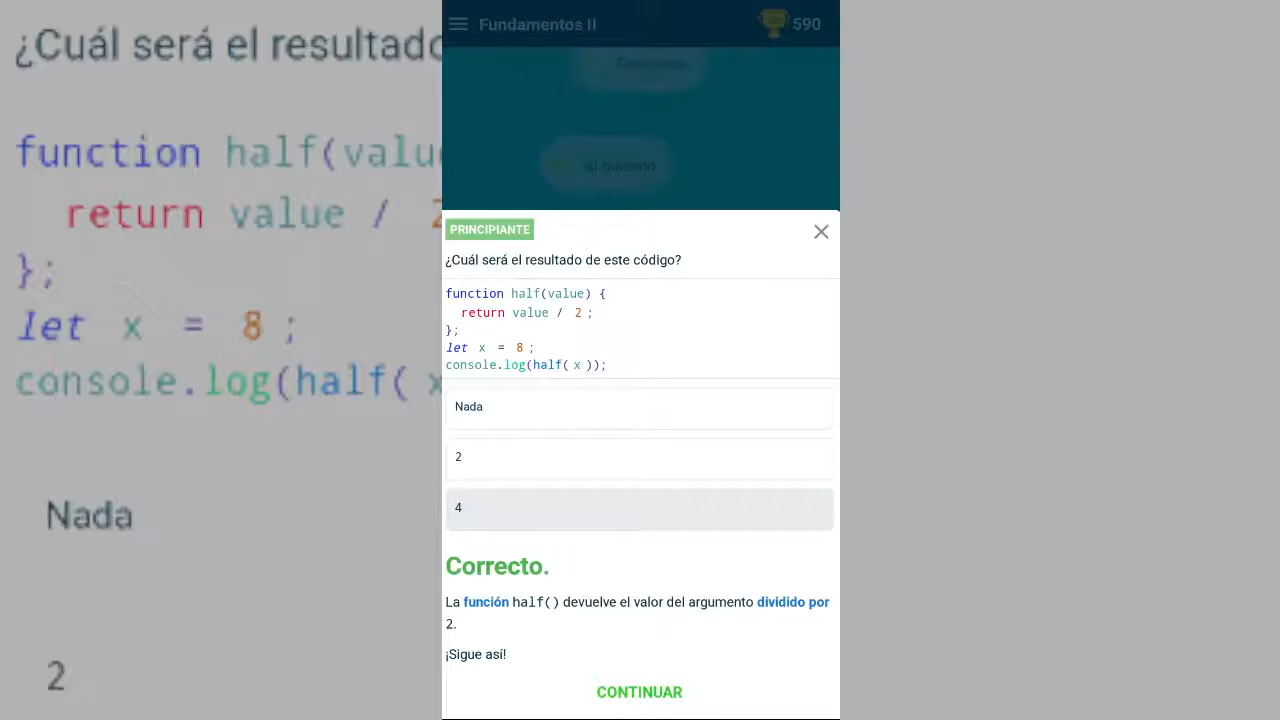 ¿Cuál será el resultado
function half(valu
return value / 2
};
let x = 8 ;
console.log(half( x
Nada
2
Fundamentos II
590
PRINCIPIANTE
¿Cuál será el resultado de este código?
function half(value) {
return value / 2 ;
};
let x = 8 ;
console.log(half( x ));
Nada
2
4
Correcto.
La función half() devuelve el valor del argumento dividido por
2.
¡Sigue así!
CONTINUAR